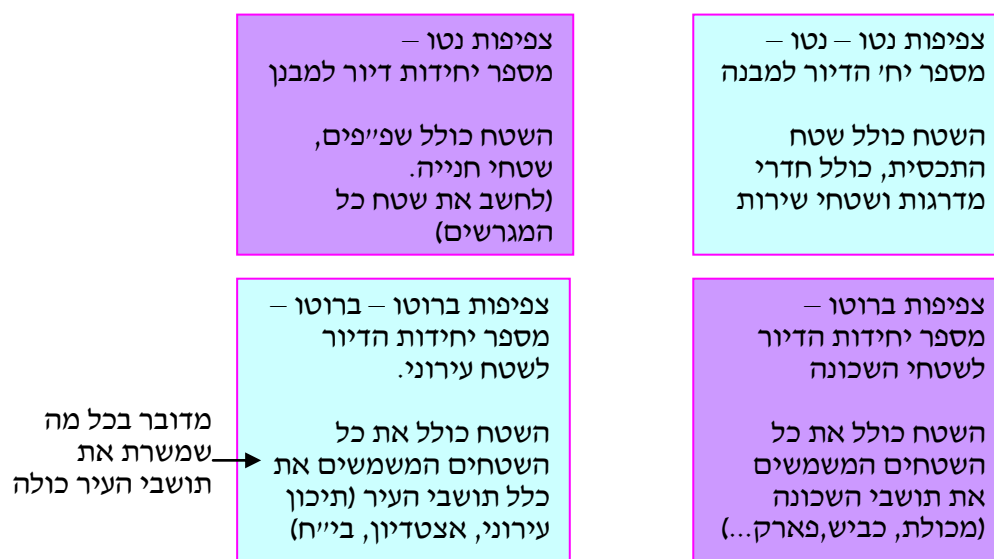 צפיפות נטו – נטו –
מספר יח׳ הדיור למבנה
השטח כולל שטח
התכסית, כולל חדרי
מדרגות ושטחי שירות
צפיפות נטו –
מספר יחידות דיור למבנן
השטח כולל שפ״פים,
שטחי חנייה.
(לחשב את שטח כל
המגרשים)
צפיפות ברוטו –
מספר יחידות הדיור
לשטחי השכונה
השטח כולל את כל
השטחים המשמשים
את תושבי השכונה
(מכולת, כביש,פארק...)
צפיפות ברוטו – ברוטו –
מספר יחידות הדיור
לשטח עירוני.
השטח כולל את כל
השטחים המשמשים את
כלל תושבי העיר (תיכון
עירוני, אצטדיון, בי״ח)
מדובר בכל מה
שמשרת את
תושבי העיר כולה